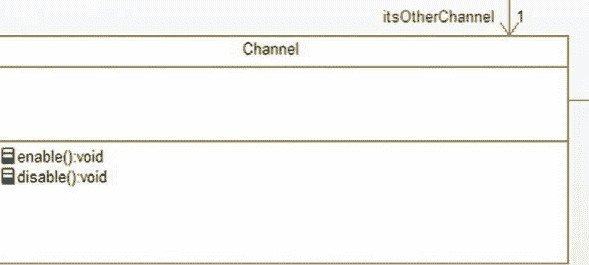 itsOtherChannel 1
Channel
enable():void
disable():void